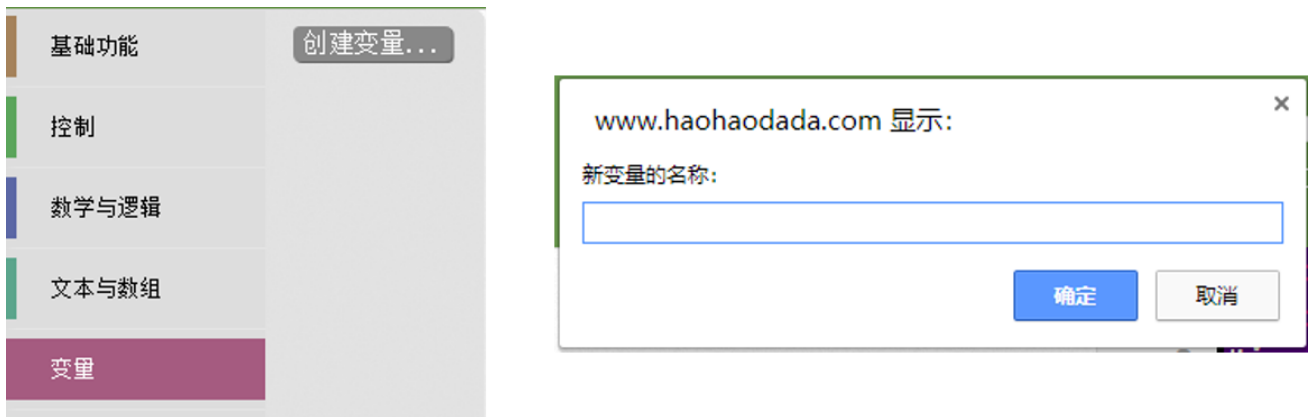 基础功能
创建变量...
控制
数学与逻辑
文本与数组
变量
www.haohaodada.com 显示：
新变量的名称：
确定
取消